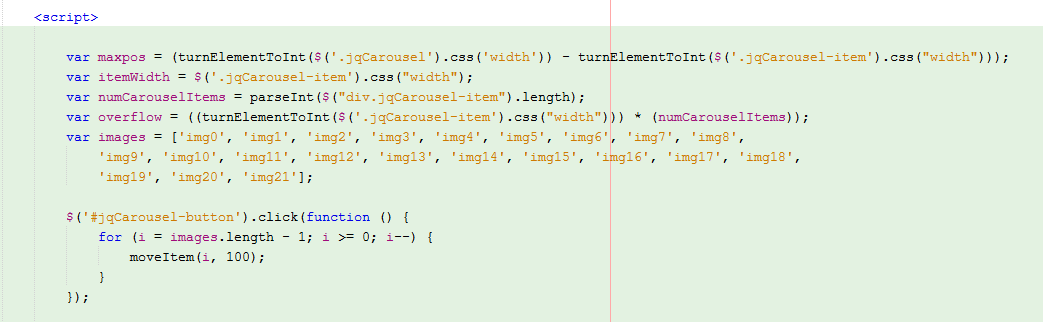 <script>
var maxpos = (turnElementToInt($('.jqCarousel').css('width')) - turnElementToInt($('.jqCarousel-item').css("width")));
var itemWidth = $('.jqCarousel-item').css("width");
var numCarouselItems = parseInt($("div.jqCarousel-item").length);
var overflow = ((turnElementToInt($('.jqCarousel-item').css("width"))) * (numCarouselItems));
var images = ['img0', 'img1', 'img2', 'img3', 'img4', 'img5', 'img6', 'img7', 'img8',
'img9', 'img10', 'img11', 'img12', 'img13', 'img14', 'img15', 'img16', 'img17', 'img18',
'img19', 'img20', 'img21'];
$('#jqCarousel-button').click(function () {
for (i = images.length - 1; i >= 0; i--) {
moveItem(i, 100);
}
});